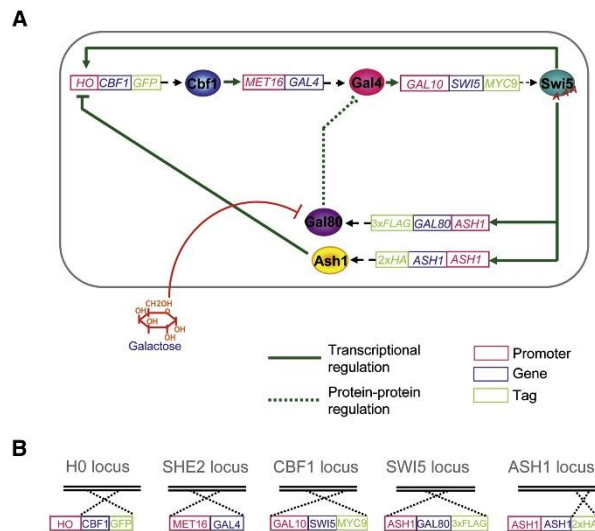 A
HO CBF1 GFP Cbf1 MET16 GAL4 Gal4 GAL10 SWI5 MYC9 Swi5
Gal80 3xFLAG GAL80 ASH1
Ash1 2xHA ASH1 ASH1
CH2OH
OH
OH
OH
OH
Galactose
Transcriptional
regulation
Protein-protein
regulation
Promoter
Gene
Tag
B
H0 locus SHE2 locus CBF1 locus SWI5 locus ASH1 locus
HO CBF1 GFP MET16 GAL4 GAL10 SWI5 MYC9 ASH1 GAL80 3xFLAG ASH1 ASH1 2xHA